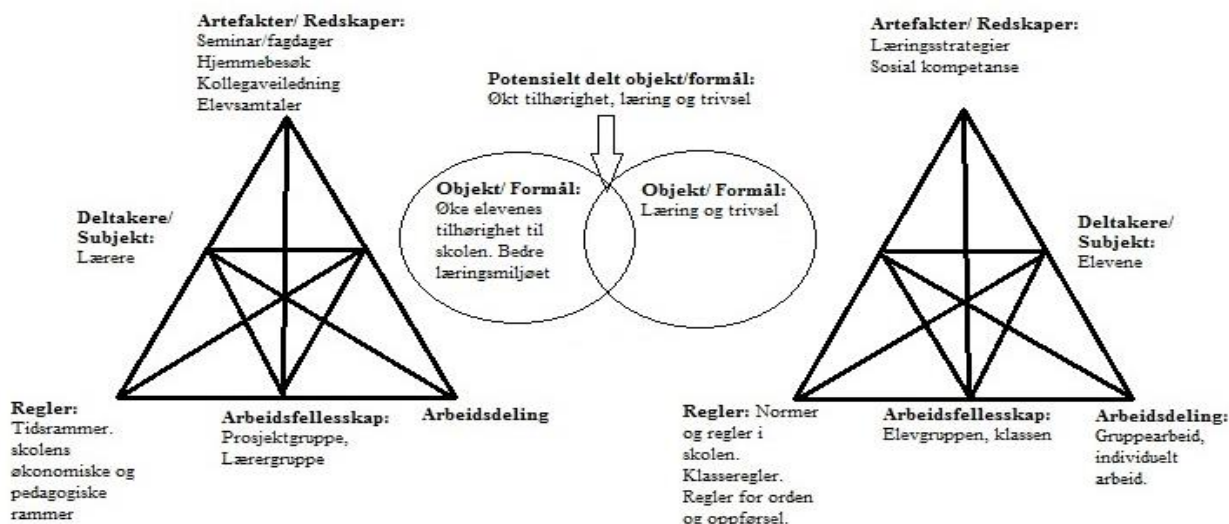 Artefakter/ Redskaper:
Seminar/fagdager
Hjemmebesøk
Kollegaveiledning
Elevsamtaler
Deltakere/
Subjekt:
Lærere
Regler:
Tidsrammer.
skolens
økonomiske og
pedagogiske
rammer
Arbeidsfellesskap:
Prosjektgruppe,
Lærergruppe
Arbeidsdeling
Potensielt delt objekt/formål:
Økt tilhørighet, læring og trivsel
Objekt/ Formål:
Øke elevenes
tilhørighet til
skolen. Bedre
læringsmiljøet
Objekt/ Formål:
Læring og trivsel
Artefakter/ Redskaper:
Læringsstrategier
Sosial kompetanse
Deltakere/
Subjekt:
Elevene
Regler: Normer
og regler i
skolen.
Klasseregler.
Regler for orden
og oppførsel.
Arbeidsfellesskap:
Elevgruppen, klassen
Arbeidsdeling:
Gruppearbeid,
individuelt
arbeid.